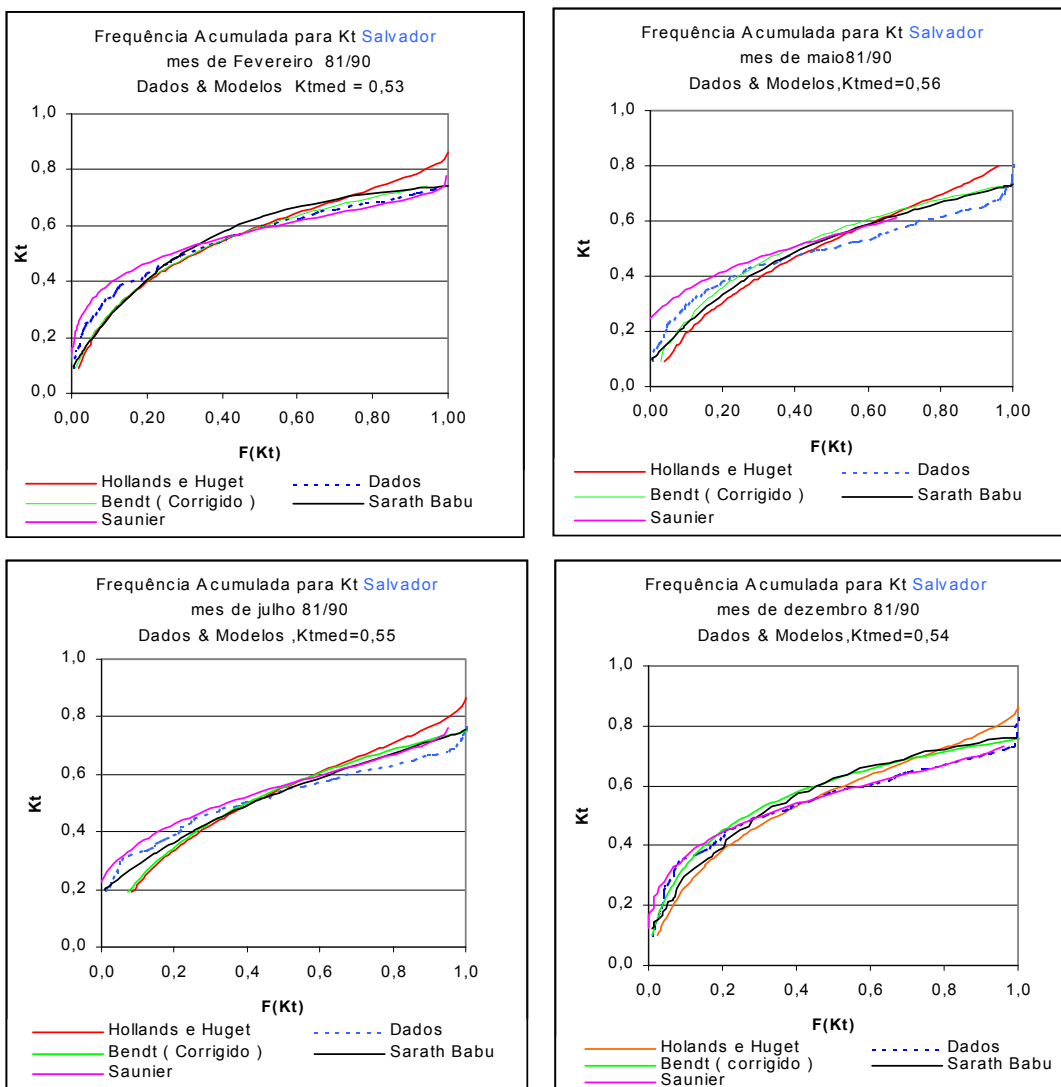 Frequência Acumulada para Kt Salvador
mes de Fevereiro 81/90
Dados & Modelos Ktmed = 0,53
1,0
0,8
0,6
0,4
0,2
0,0
Kt
0,00 0,20 0,40 0,60 0,80 1,00
F(Kt)
Hollands e Huget
Dados
Bendt ( Corrigido )
Sarath Babu
Saunier
Frequência Acumulada para Kt Salvador
mes de maio81/90
Dados & Modelos,Ktmed=0,56
1,0
0,8
0,6
0,4
0,2
0,0
Kt
0,00 0,20 0,40 0,60 0,80 1,00
F(Kt)
Hollands e Huget
Dados
Bendt ( Corrigido )
Sarath Babu
Saunier
Frequência Acumulada para Kt Salvador
mes de julho 81/90
Dados & Modelos ,Ktmed=0,55
1,0
0,8
0,6
0,4
0,2
0,0
Kt
0,0 0,2 0,4 0,6 0,8 1,0
F(Kt)
Hollands e Huget
Dados
Bendt ( Corrigido )
Sarath Babu
Saunier
Frequência Acumulada para Kt Salvador
mes de dezembro 81/90
Dados & Modelos,Ktmed=0,54
1,0
0,8
0,6
0,4
0,2
0,0
Kt
0,0 0,2 0,4 0,6 0,8 1,0
F(Kt)
Holands e Huget
Dados
Bendt ( corrigido )
Sarath Babu
Saunier